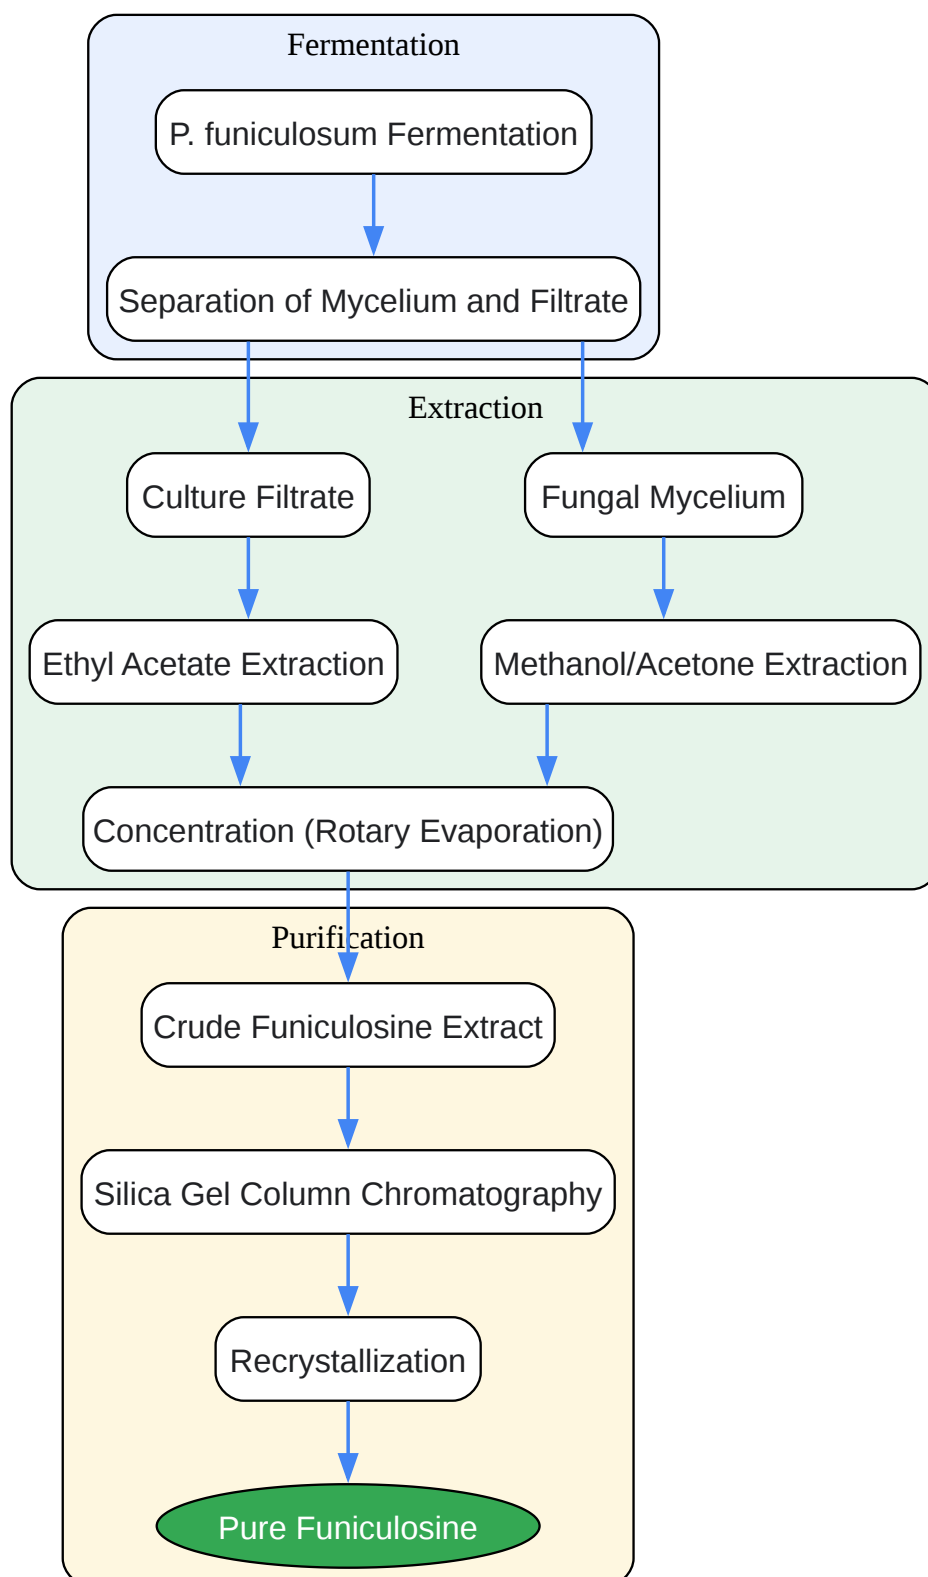 Fermentation
P. funiculosum Fermentation
Separation of Mycelium and Filtrate
Extraction
Culture Filtrate
Fungal Mycelium
Ethyl Acetate Extraction
Methanol/Acetone Extraction
Concentration (Rotary Evaporation)
Purification
Crude Funiculosine Extract
Silica Gel Column Chromatography
Recrystallization
Pure Funiculosine